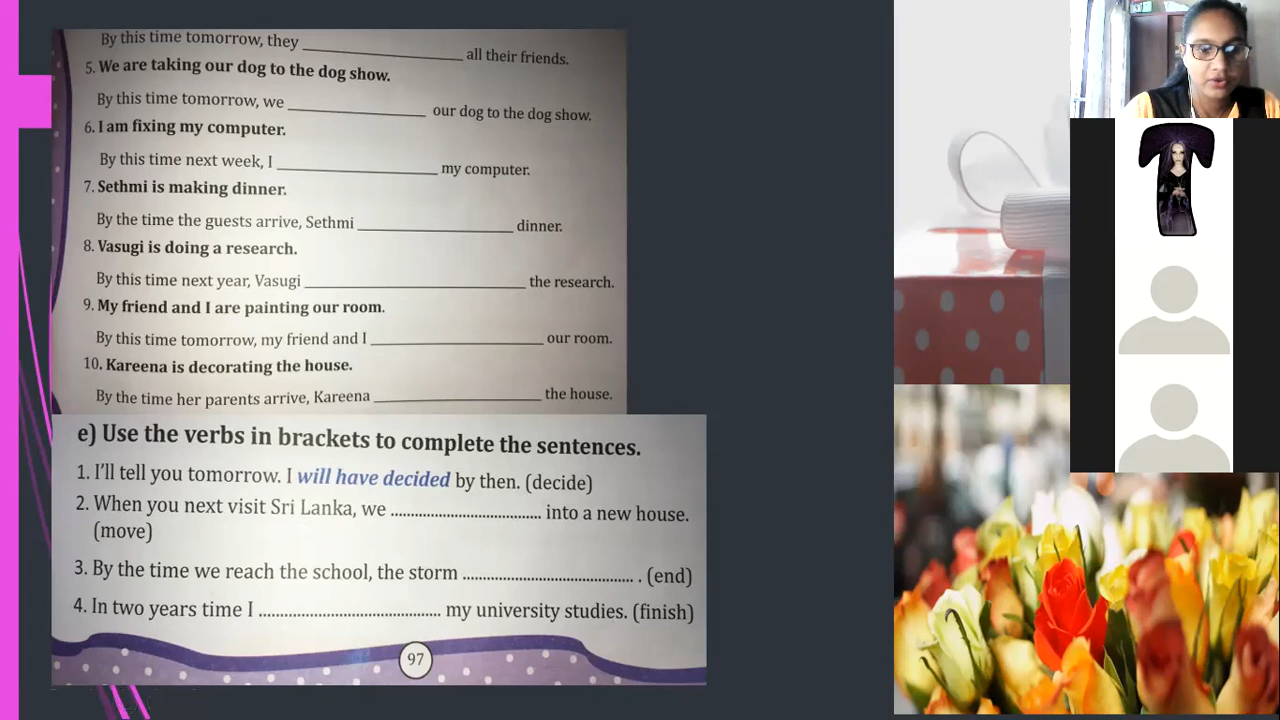 By this time tomorrow, they ____________ all their friends.
5. We are taking our dog to the dog show.
By this time tomorrow, we ____________ our dog to the dog show.
6. I am fixing my computer.
By this time next week, I ____________ my computer.
7. Sethmi is making dinner.
By the time the guests arrive, Sethmi ____________ dinner.
8. Vasugi is doing a research.
By this time next year, Vasugi ____________ the research.
9. My friend and I are painting our room.
By this time tomorrow, my friend and I ____________ our room.
10. Kareena is decorating the house.
By the time her parents arrive, Kareena ____________ the house.
e) Use the verbs in brackets to complete the sentences.
1. I'll tell you tomorrow. I will have decided by then. (decide)
2. When you next visit Sri Lanka, we .................................... into a new house.
(move)
3. By the time we reach the school, the storm ......................................... . (end)
4. In two years time I ........................................... my university studies. (finish)
97